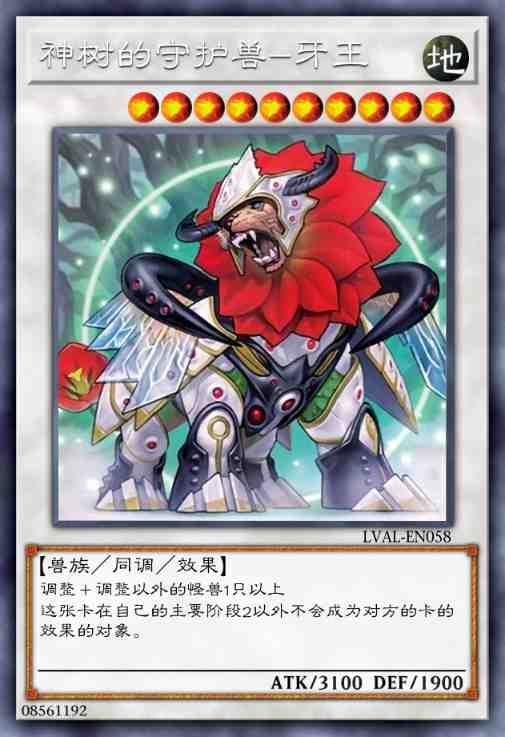 神树的守护兽-牙王
地
LVAL-EN058
【兽族／同调／效果】
调整＋调整以外的怪兽1只以上
这张卡在自己的主要阶段2以外不会成为对方的卡的
效果的对象。
ATK/3100 DEF/1900
08561192